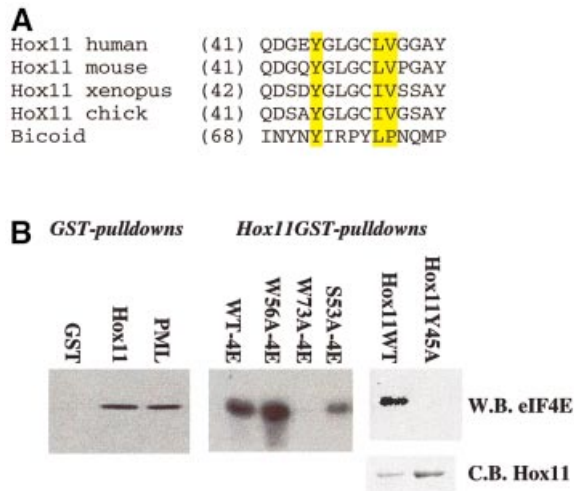 A
Hox11 human (41) QDGEYGLGCLVGGAY
Hox11 mouse (41) QDGQYGLGCLVPGAY
Hox11 xenopus (42) QDSDYGLGCIVSSAY
HoX11 chick (41) QDSAYGLGCIVGSAY
Bicoid (68) INYNYIRPYLPNQMP
B
GST-pulldowns
Hox11GST-pulldowns
GST
Hox11
PML
WT-4E
W56A-4E
W73A-4E
S53A-4E
Hox11WT
Hox11Y45A
W.B. eIF4E
C.B. Hox11